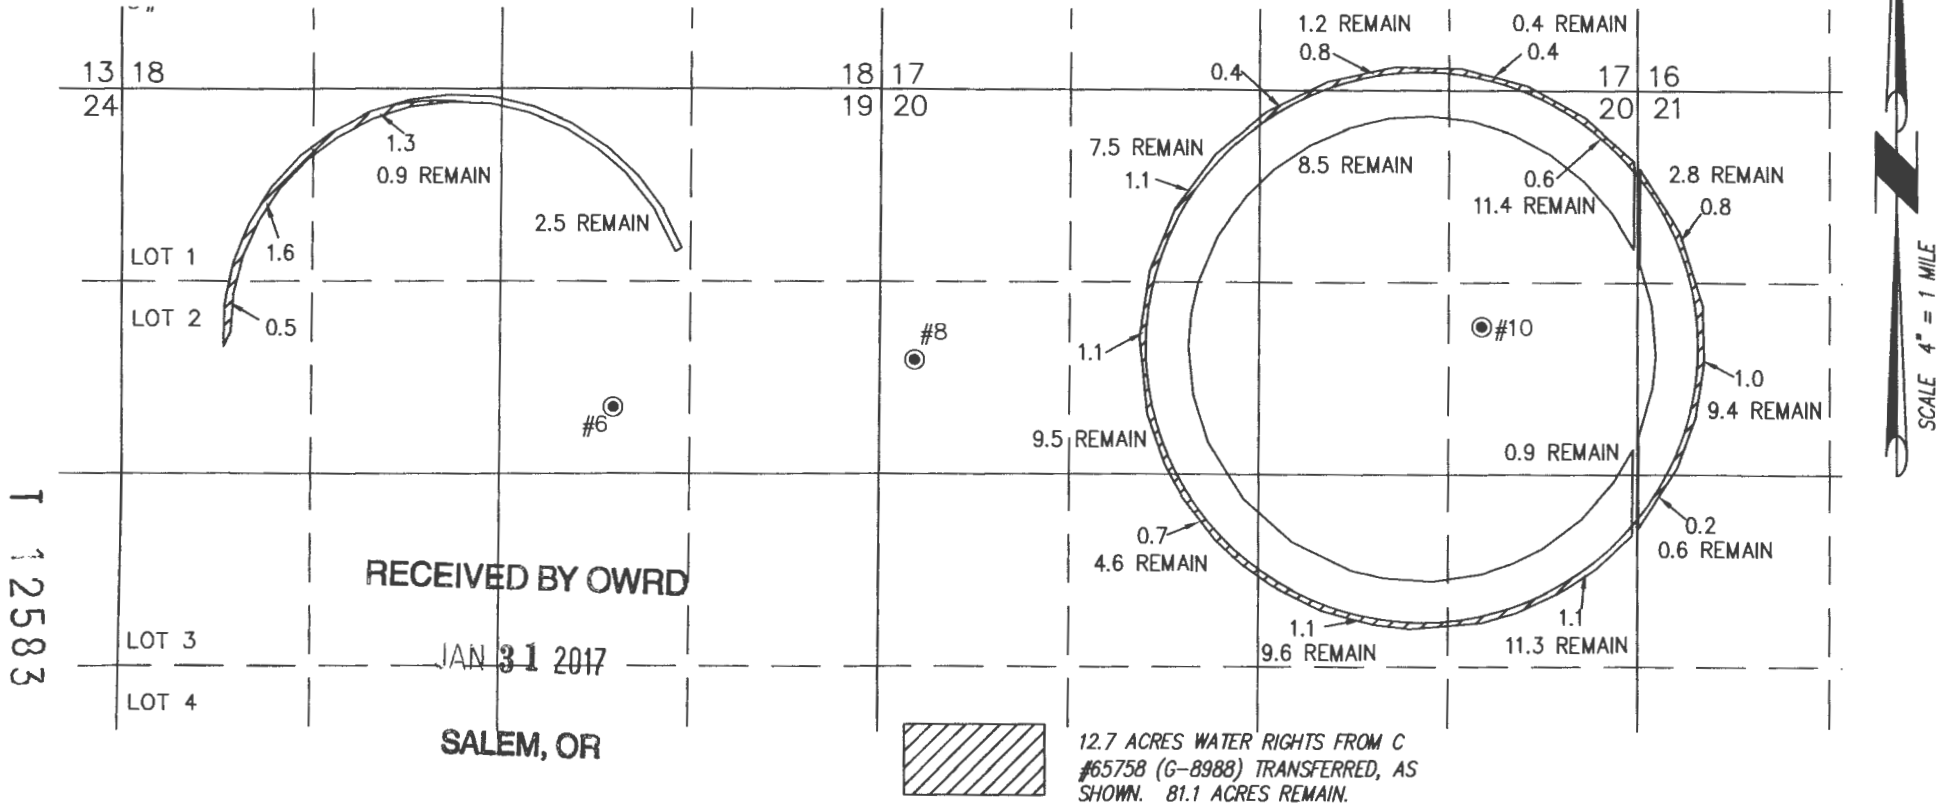 1.2 REMAIN
0.4 REMAIN
0.8
0.4
0.4
13 18
18 17
17 16
24
19 20
20 21
1.3
7.5 REMAIN
8.5 REMAIN
0.9 REMAIN
1.1
0.6
2.8 REMAIN
11.4 REMAIN
0.8
2.5 REMAIN
LOT 1
1.6
LOT 2
0.5
#8
#10
1.1
1.0
#6
9.4 REMAIN
9.5 REMAIN
0.9 REMAIN
SCALE 4" = 1 MILE
0.7
4.6 REMAIN
0.2
0.6 REMAIN
T 12583
RECEIVED BY OWRD
JAN 31 2017
SALEM, OR
LOT 3
LOT 4
1.1
9.6 REMAIN
1.1
11.3 REMAIN
12.7 ACRES WATER RIGHTS FROM C
#65758 (G-8988) TRANSFERRED, AS
SHOWN. 81.1 ACRES REMAIN.